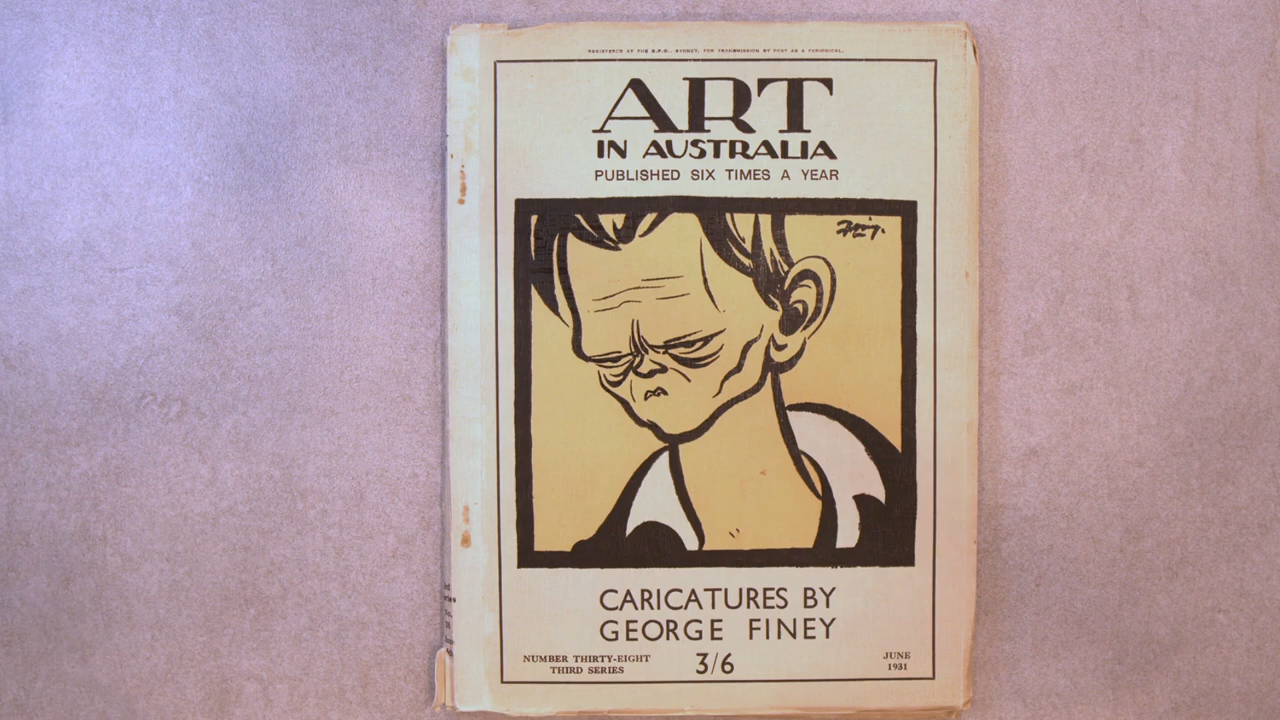 REGISTERED AT THE G.P.O., SYDNEY, FOR TRANSMISSION BY POST AS A PERIODICAL.
ART
IN AUSTRALIA
PUBLISHED SIX TIMES A YEAR
Finey.
CARICATURES BY
GEORGE FINEY
NUMBER THIRTY-EIGHT
THIRD SERIES
3/6
JUNE
1931